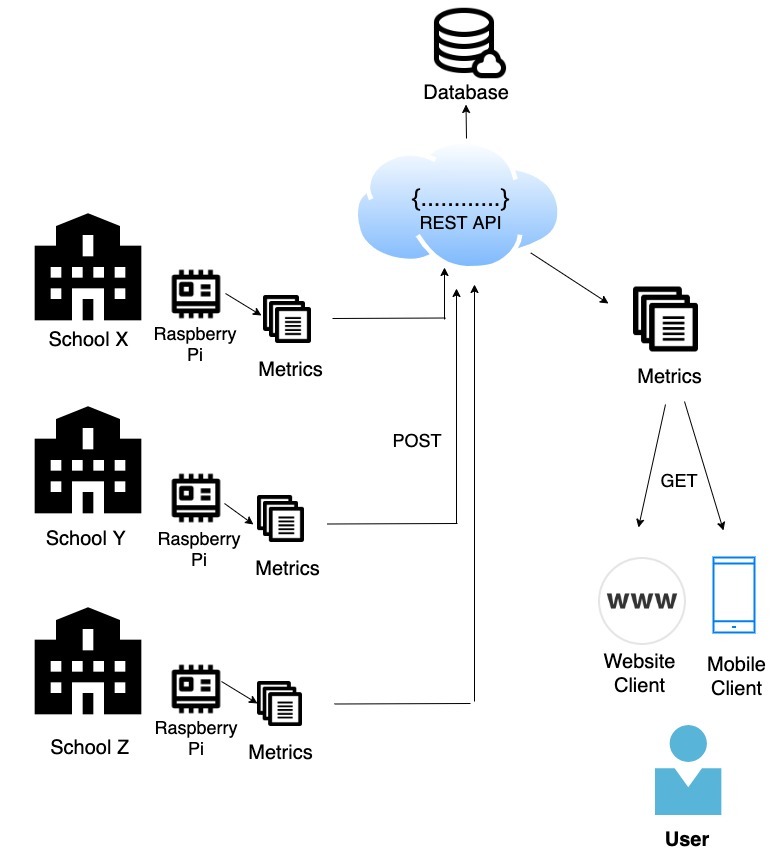 Database
{............}
REST API
School X
Raspberry
Pi
Metrics
Metrics
POST
GET
School Y
Raspberry
Pi
Metrics
www
Website
Client
Mobile
Client
School Z
Raspberry
Pi
Metrics
User